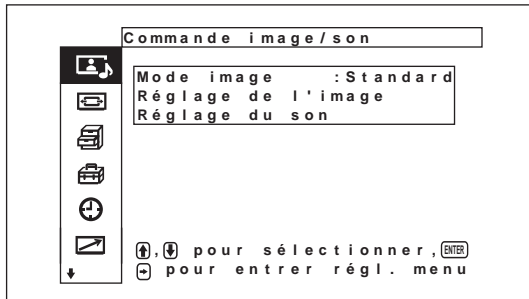 Commande image/son
Mode image :Standard
Réglage de l'image
Réglage du son
, pour sélectionner, ENTER
pour entrer régl. menu